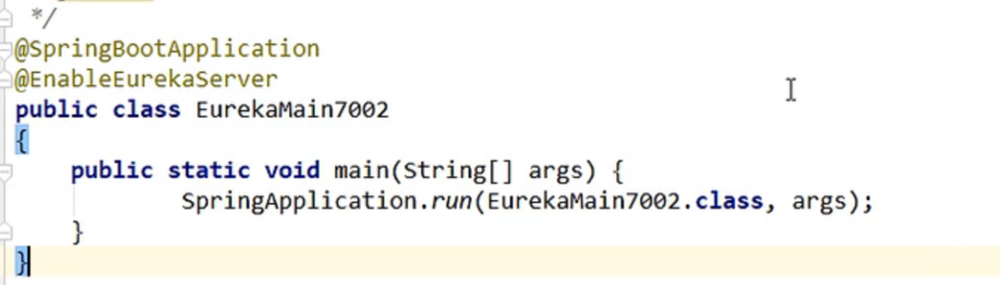 */
@SpringBootApplication
@EnableEurekaServer
public class EurekaMain7002
{
    public static void main(String[] args) {
            SpringApplication.run(EurekaMain7002.class, args);
    }
}